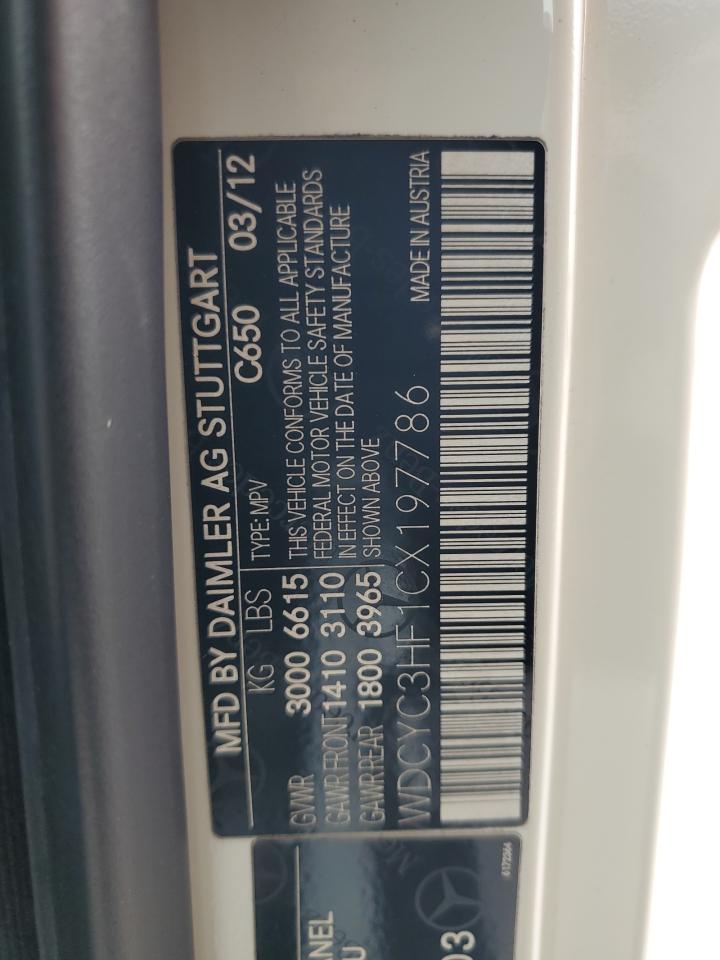 MFD BY DAIMLER AG STUTTGART
KG LBS C650 03/12
TYPE: MPV
GVWR 3000 6615 THIS VEHICLE CONFORMS TO ALL APPLICABLE
GAWR FRONT 1410 3110 FEDERAL MOTOR VEHICLE SAFETY STANDARDS
IN EFFECT ON THE DATE OF MANUFACTURE
GAWR REAR 1800 3965 SHOWN ABOVE
WDCYC3HF1CX197786 MADE IN AUSTRIA
ANEL
U
03